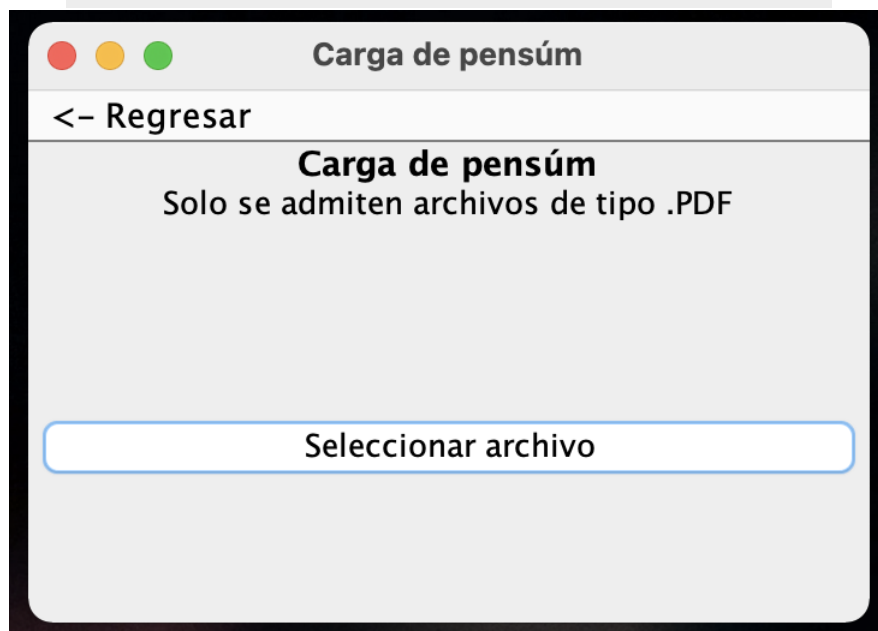 Carga de pensúm
<- Regresar
Carga de pensúm
Solo se admiten archivos de tipo .PDF
Seleccionar archivo